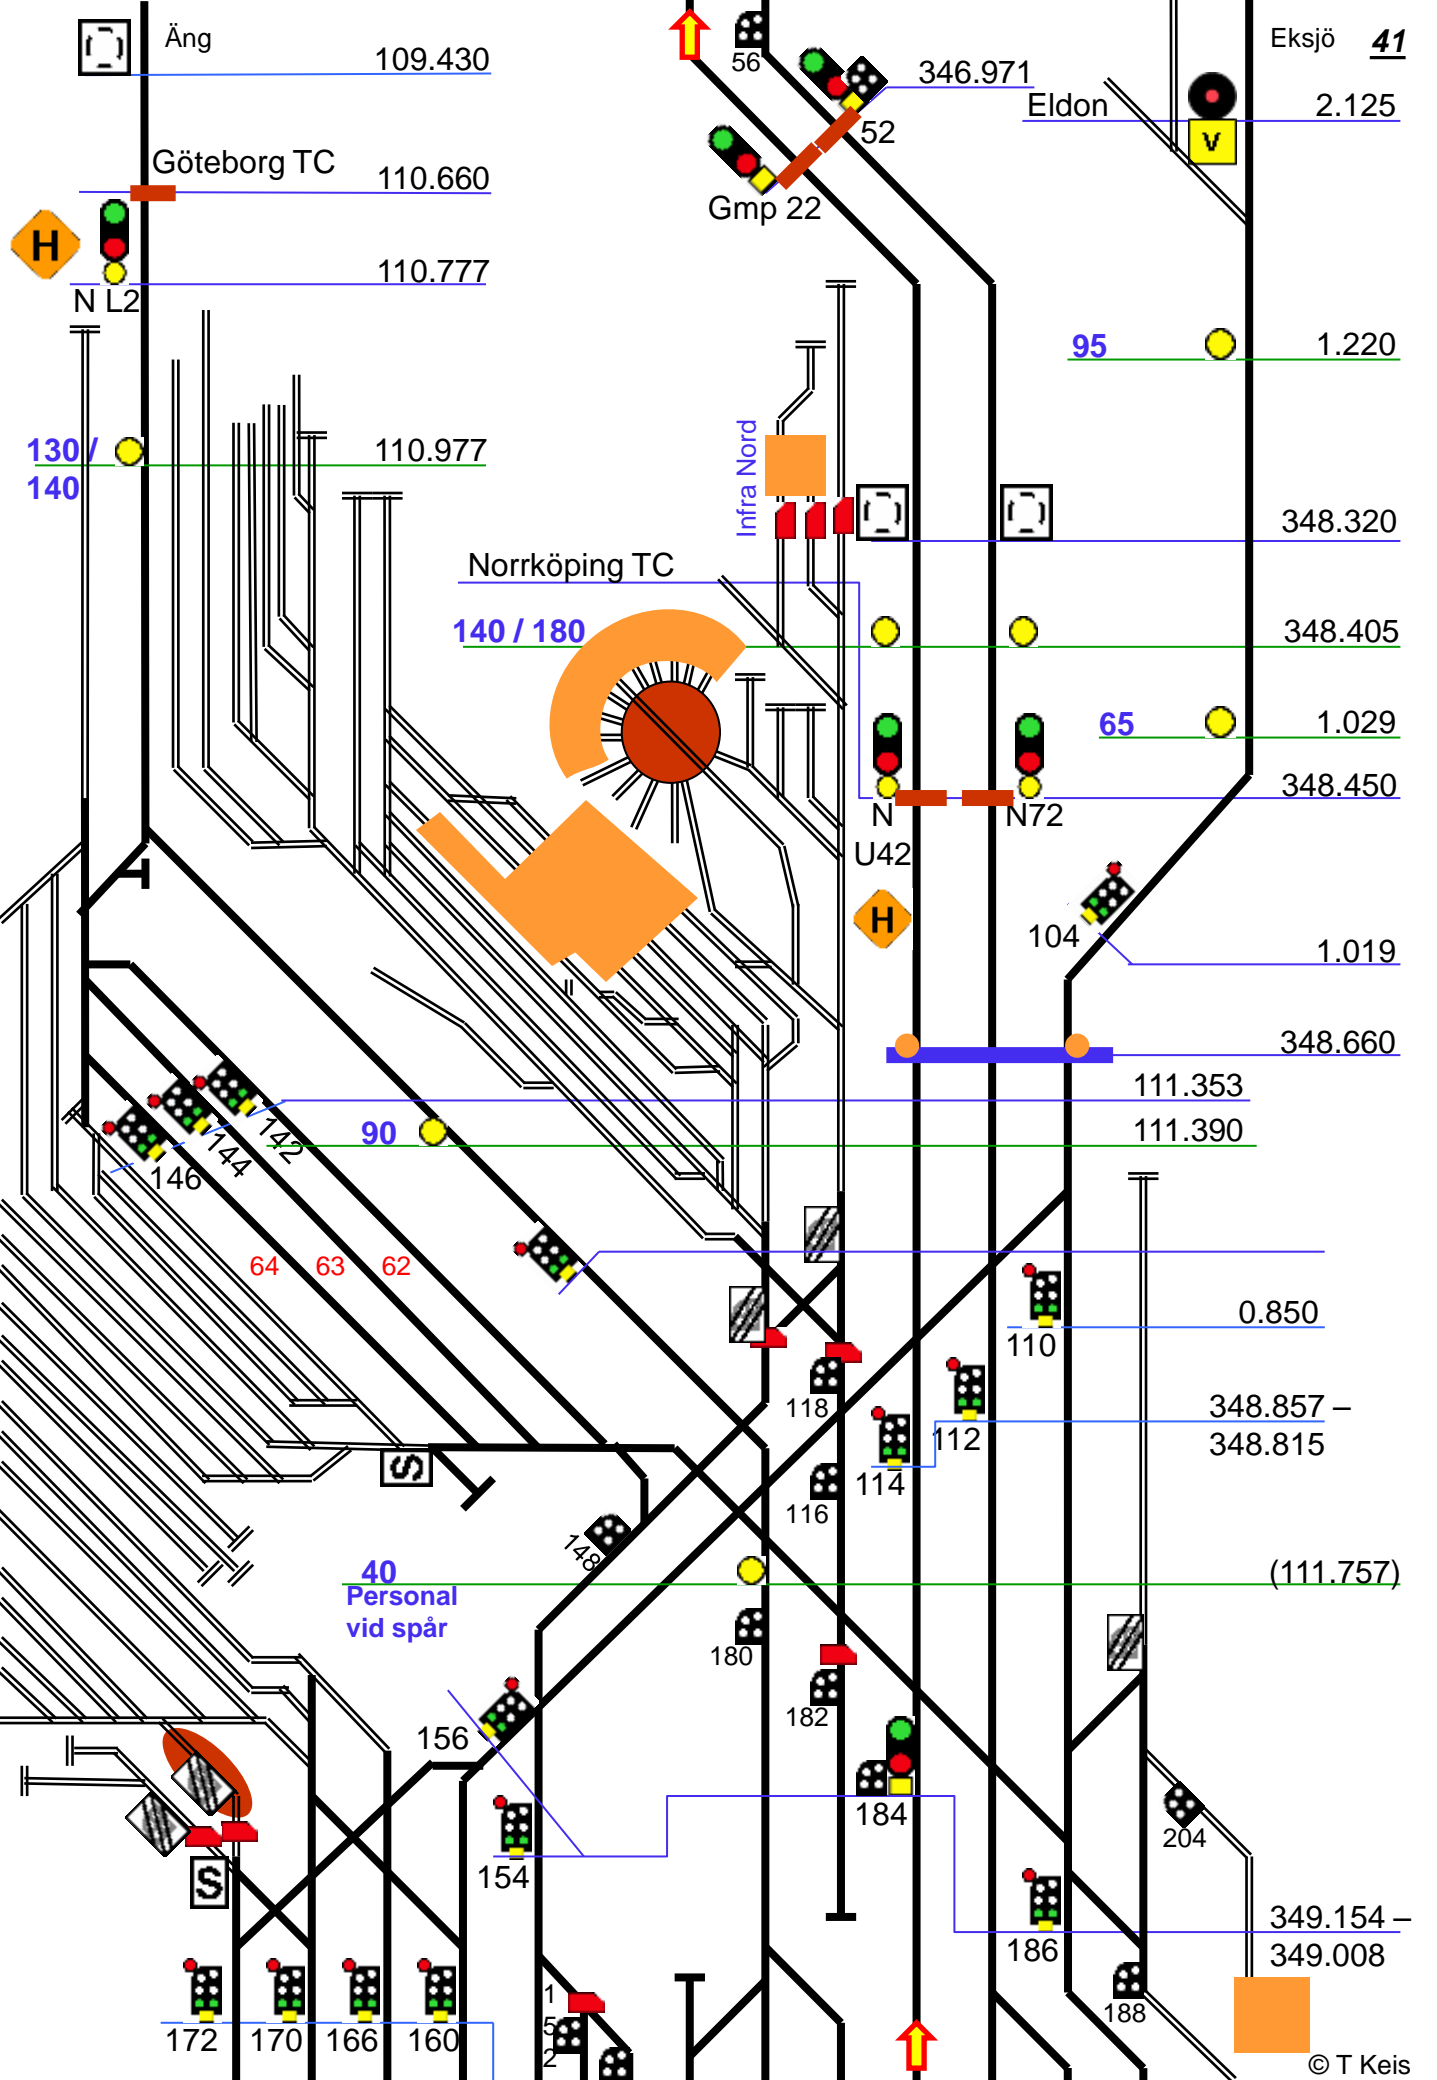 Äng
109.430
56
346.971
Eksjö
41
Eldon
2.125
V
52
Göteborg TC
110.660
Gmp 22
H
110.777
N L2
95
1.220
130 /
140
110.977
Infra Nord
348.320
Norrköping TC
140 / 180
348.405
65
1.029
348.450
N
U42
N72
H
104
1.019
348.660
111.353
90
111.390
142
144
146
64
63
62
0.850
110
118
348.857 –
348.815
112
114
116
S
148
40
(111.757)
Personal
vid spår
180
182
156
184
204
154
S
349.154 –
349.008
186
188
1
5
2
172
170
166
160
© T Keis